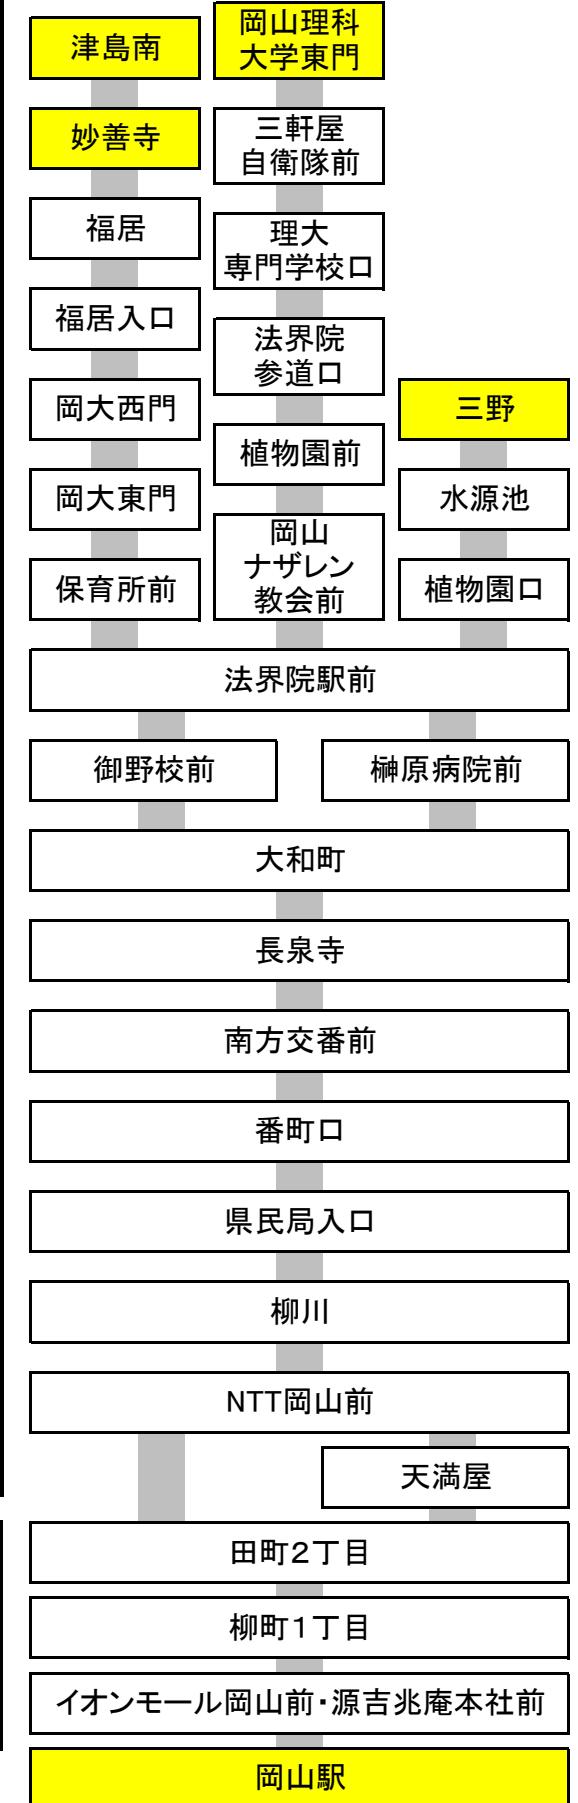 津島南
妙善寺
福居
福居入口
岡大西門
岡大東門
保育所前
岡山理科
大学東門
三軒屋
自衛隊前
理大
専門学校口
法界院
参道口
植物園前
岡山
ナザレン
教会前
三野
水源池
植物園口
法界院駅前
御野校前
榊原病院前
大和町
長泉寺
南方交番前
番町口
県民局入口
柳川
NTT岡山前
天満屋
田町2丁目
柳町1丁目
イオンモール岡山前・源吉兆庵本社前
岡山駅